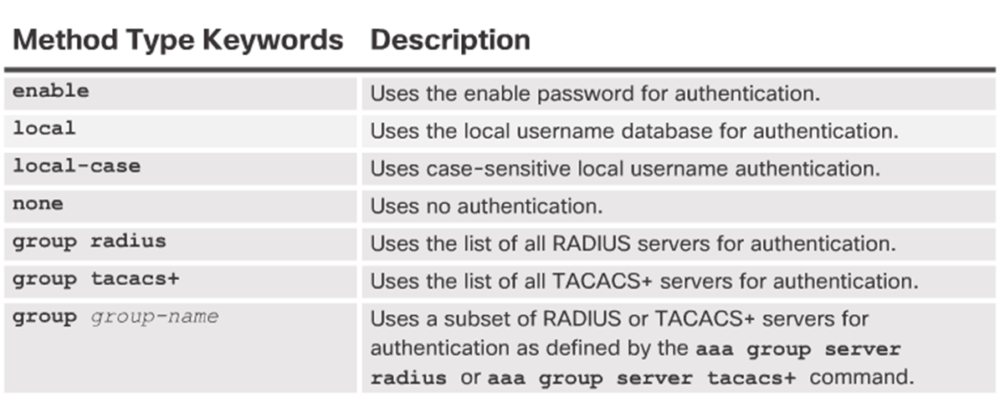 Method Type Keywords Description
enable Uses the enable password for authentication.
local Uses the local username database for authentication.
local-case Uses case-sensitive local username authentication.
none Uses no authentication.
group radius Uses the list of all RADIUS servers for authentication.
group tacacs+ Uses the list of all TACACS+ servers for authentication.
group group-name Uses a subset of RADIUS or TACACS+ servers for
authentication as defined by the aaa group server
radius or aaa group server tacacs+ command.